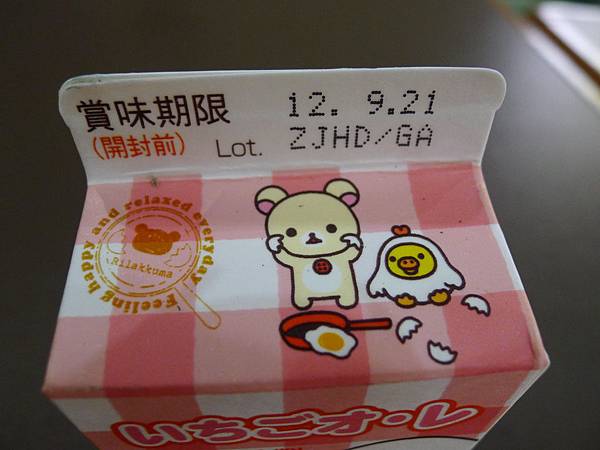 賞味期限 12. 9.21
(開封前) Lot. ZJHD/GA
Feeling happy and relaxed everyday
Rilakkuma
いちごオ・レ